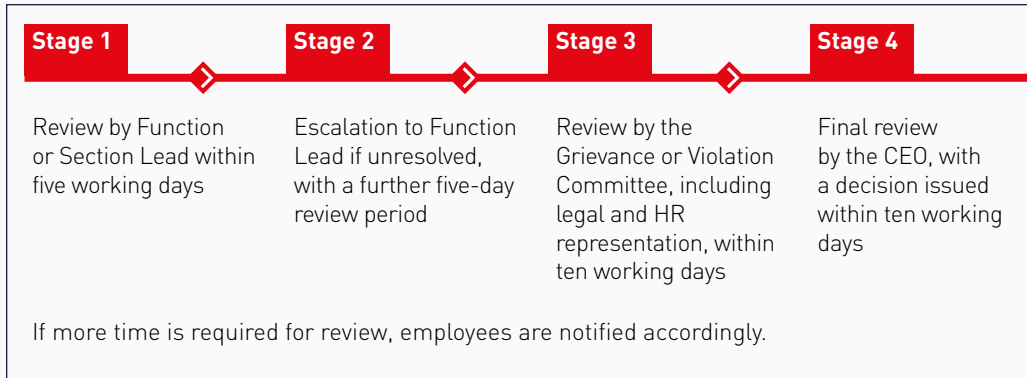 Stage 1
Review by Function
or Section Lead within
five working days
Stage 2
Escalation to Function
Lead if unresolved,
with a further five-day
review period
Stage 3
Review by the
Grievance or Violation
Committee, including
legal and HR
representation, within
ten working days
Stage 4
Final review
by the CEO, with
a decision issued
within ten working
days
If more time is required for review, employees are notified accordingly.